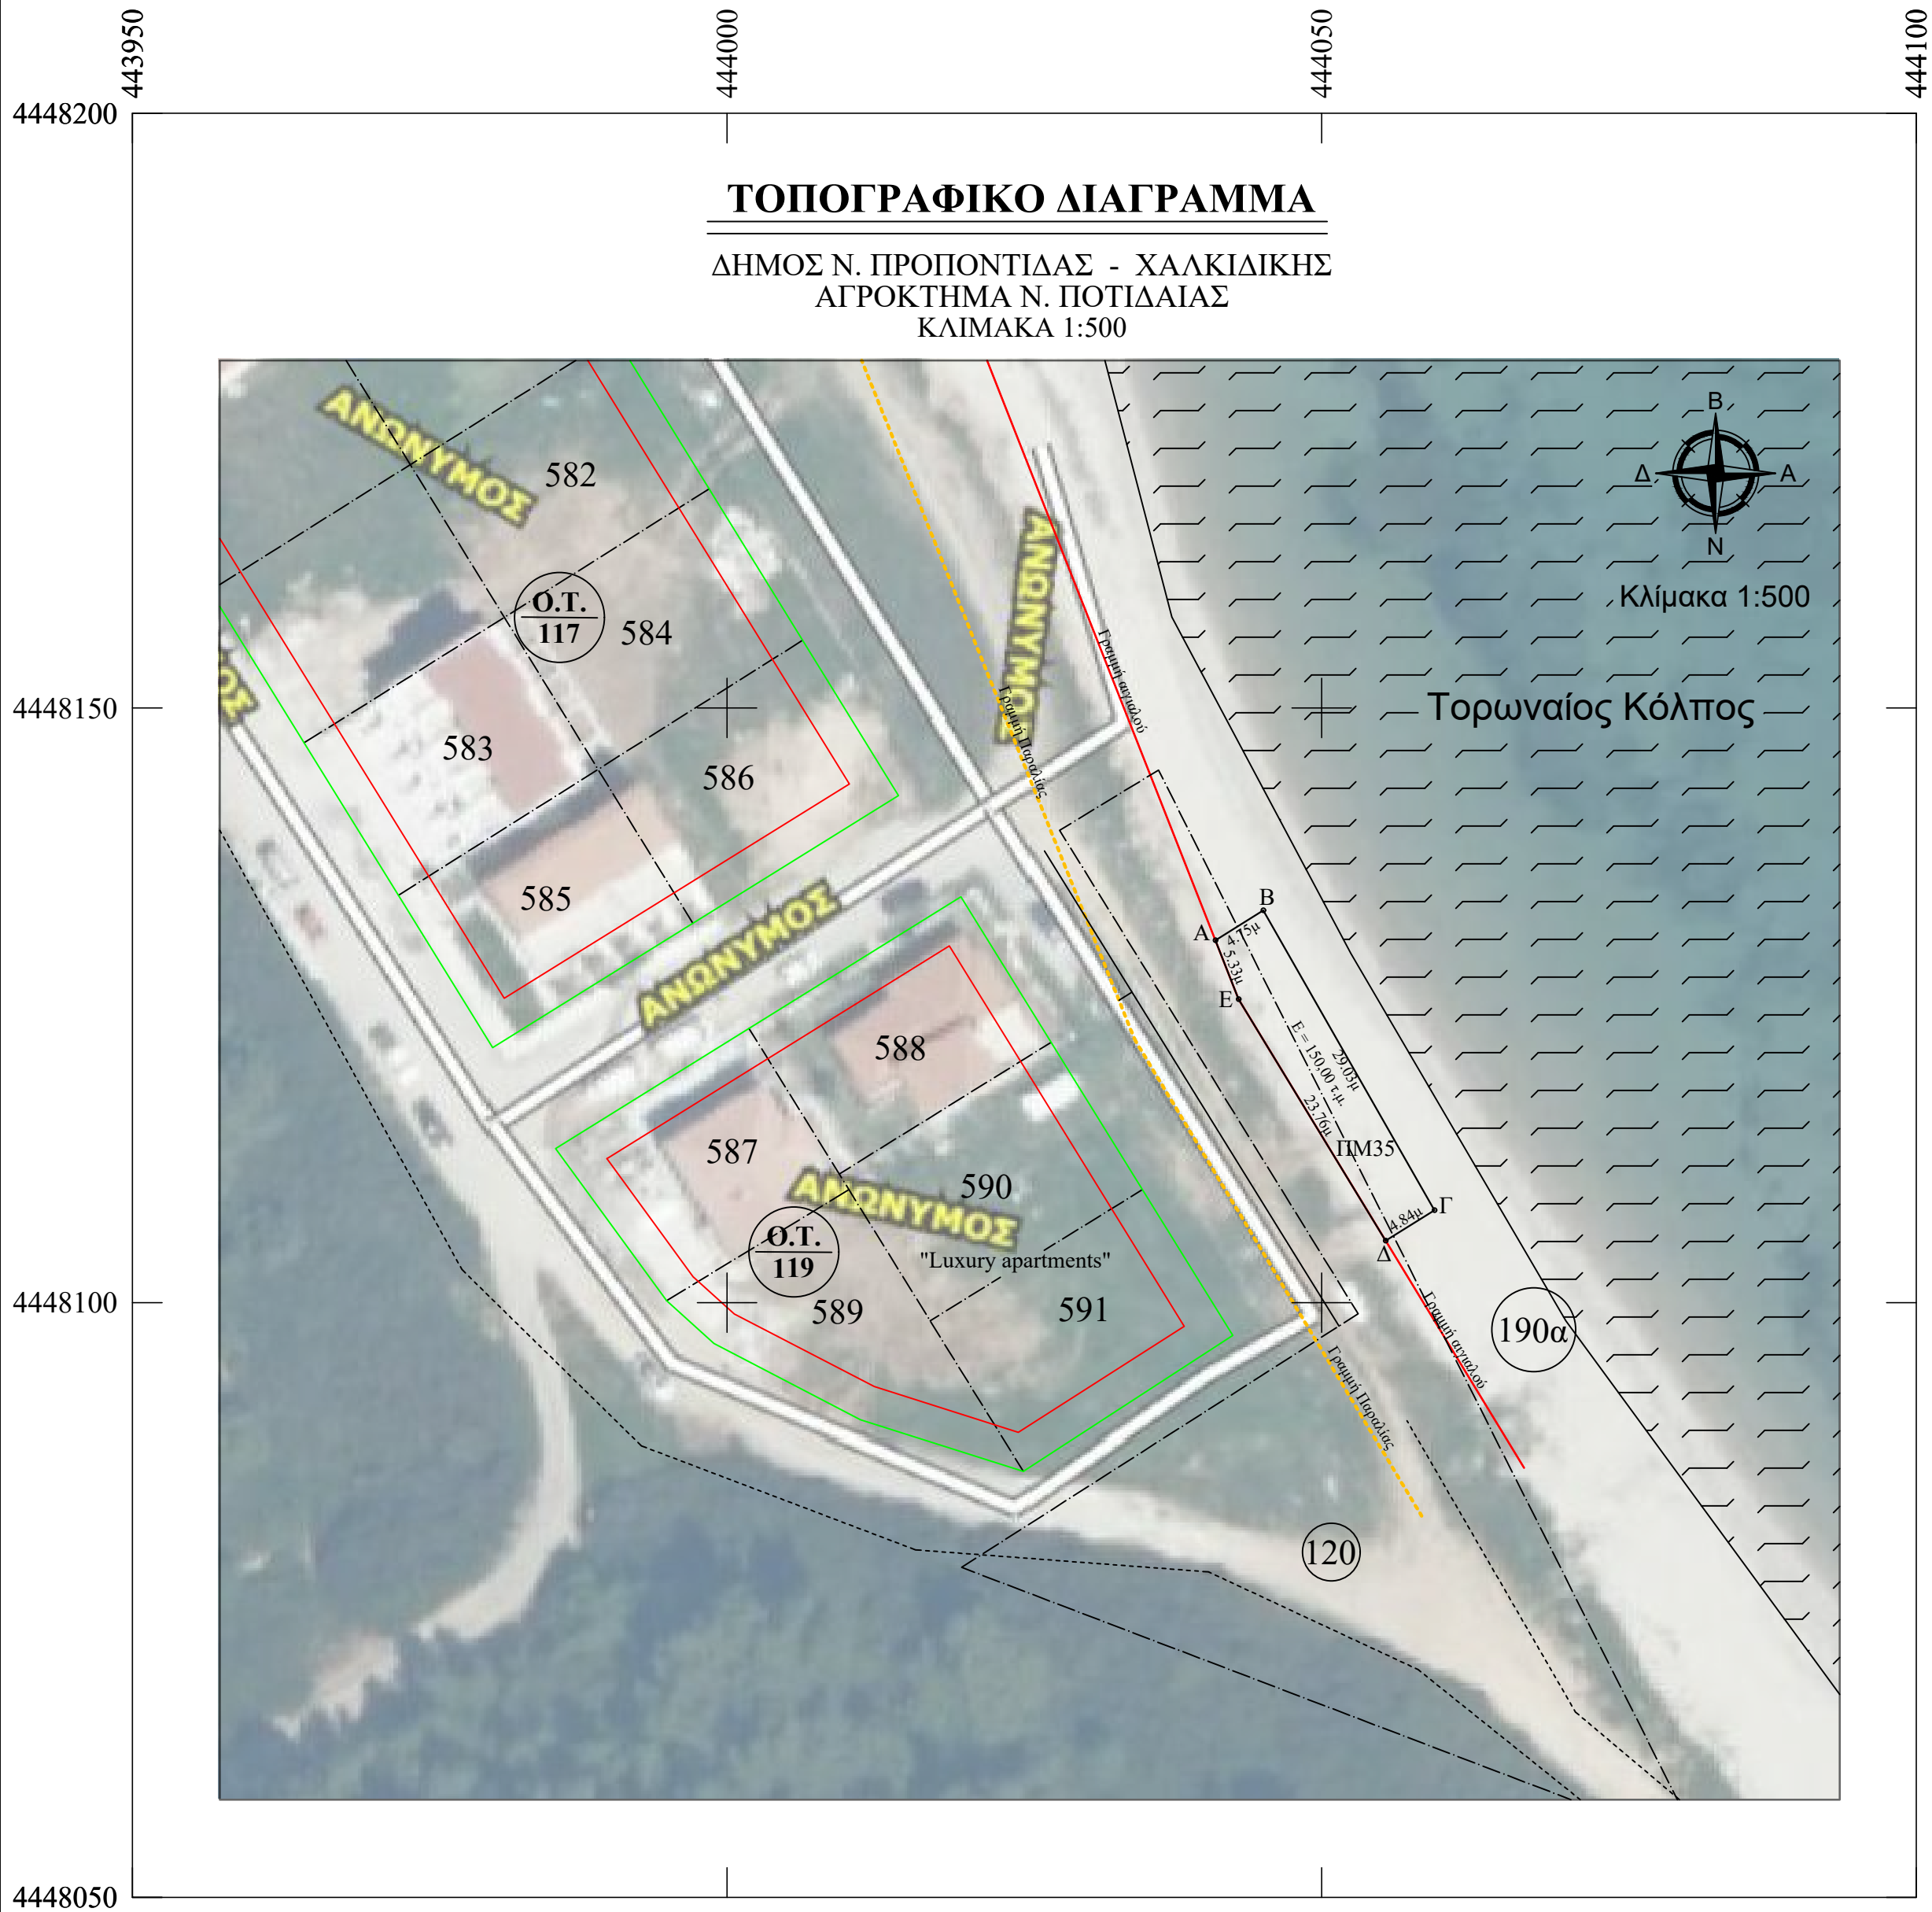 443950
444000
444050
444100
4448200
ΤΟΠΟΓΡΑΦΙΚΟ ΔΙΑΓΡΑΜΜΑ
ΔΗΜΟΣ Ν. ΠΡΟΠΟΝΤΙΔΑΣ - ΧΑΛΚΙΔΙΚΗΣ
ΑΓΡΟΚΤΗΜΑ Ν. ΠΟΤΙΔΑΙΑΣ
ΚΛΙΜΑΚΑ 1:500
Β
Δ
Α
Ν
Κλίμακα 1:500
ΑΝΩΝΥΜΟΣ
582
Ο.Τ.
117
584
ΑΝΩΝΥΜΟΣ
Γραμμή αιγιαλού
Γραμμή Παραλίας
4448150
Τορωναίος Κόλπος
583
586
585
ΑΝΩΝΥΜΟΣ
Β
Α
4.75μ
5.33μ
Ε
588
Ε = 150,00 τ.μ.
29.03μ
23.76μ
ΠΜ35
587
590
ΑΝΩΝΥΜΟΣ
Γ
4.84μ
Δ
Ο.Τ.
119
"Luxury apartments"
4448100
589
591
Γραμμή αιγιαλού
190α
Γραμμή Παραλίας
120
4448050